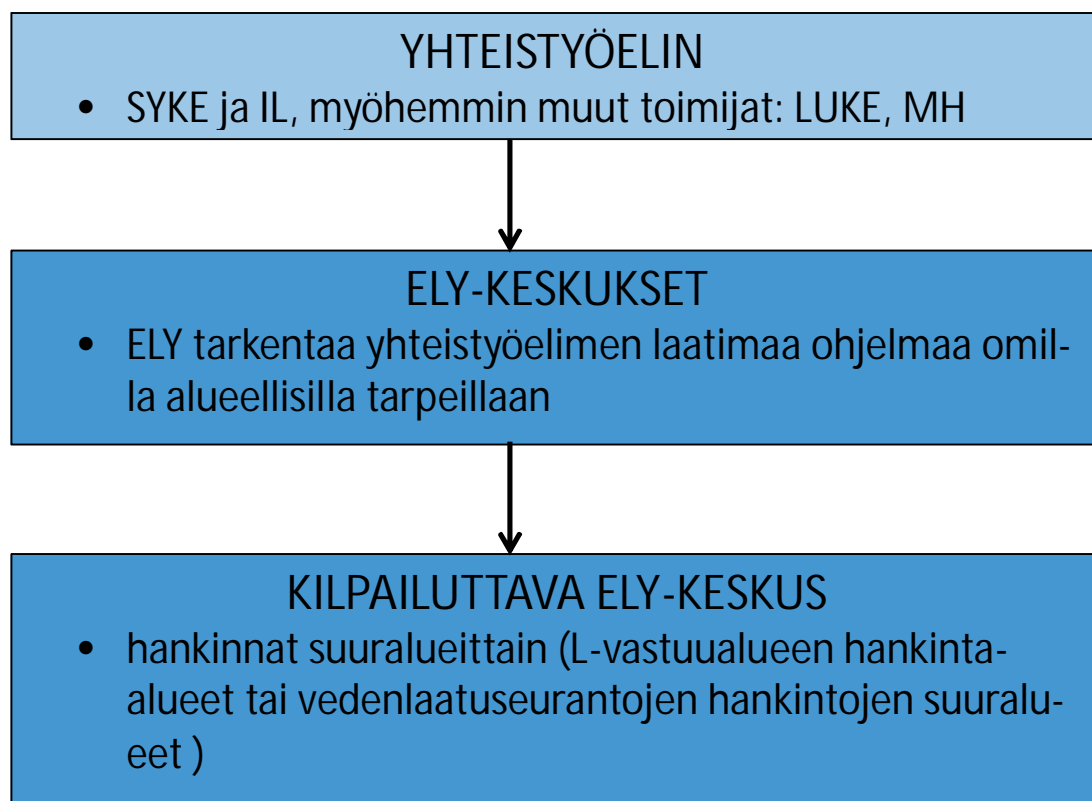 YHTEISTYÖELIN
• SYKE ja IL, myöhemmin muut toimijat: LUKE, MH
ELY-KESKUKSET
• ELY tarkentaa yhteistyöelimen laatimaa ohjelmaa omil-
la alueellisilla tarpeillaan
KILPAILUTTAVA ELY-KESKUS
• hankinnat suuralueittain (L-vastuualueen hankinta-
alueet tai vedenlaatuseurantojen hankintojen suuralu-
eet )